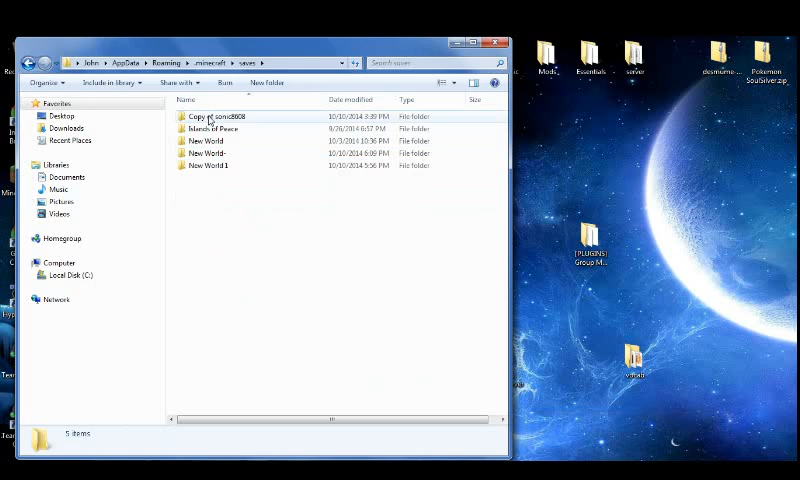 John ▸ AppData ▸ Roaming ▸ .minecraft ▸ saves ▸
Search saves
Organize
Include in library
Share with
Burn
New folder
Name
Date modified
Type
Size
Favorites
Desktop
Downloads
Recent Places
Libraries
Documents
Music
Pictures
Videos
Homegroup
Computer
Local Disk (C:)
Network
Copy of sonic8608 10/10/2014 3:39 PM File folder
Islands of Peace 9/26/2014 6:57 PM File folder
New World 10/3/2014 10:36 PM File folder
New World- 10/10/2014 6:09 PM File folder
New World 1 10/10/2014 5:56 PM File folder
5 items
Mods
Essentials
server
desmume-...
Pokemon
SoulSilver.zip
[PLUGINS]
Group M...
vocab